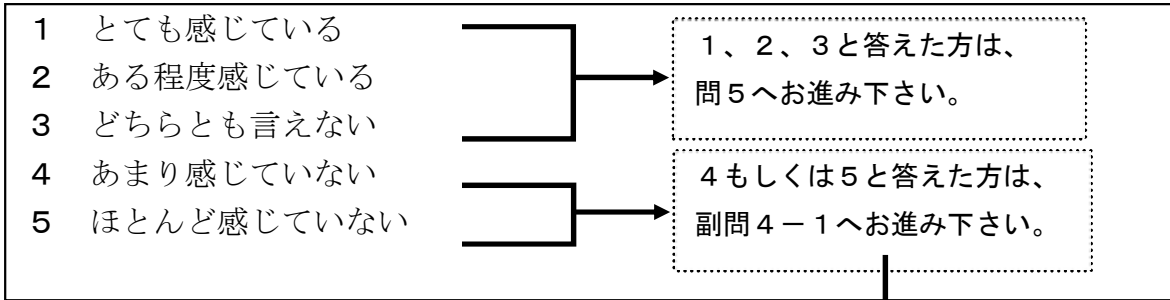 1 とても感じている
2 ある程度感じている
3 どちらとも言えない
4 あまり感じていない
5 ほとんど感じていない
１、２、３と答えた方は、
問５へお進み下さい。
４もしくは５と答えた方は、
副問４－１へお進み下さい。